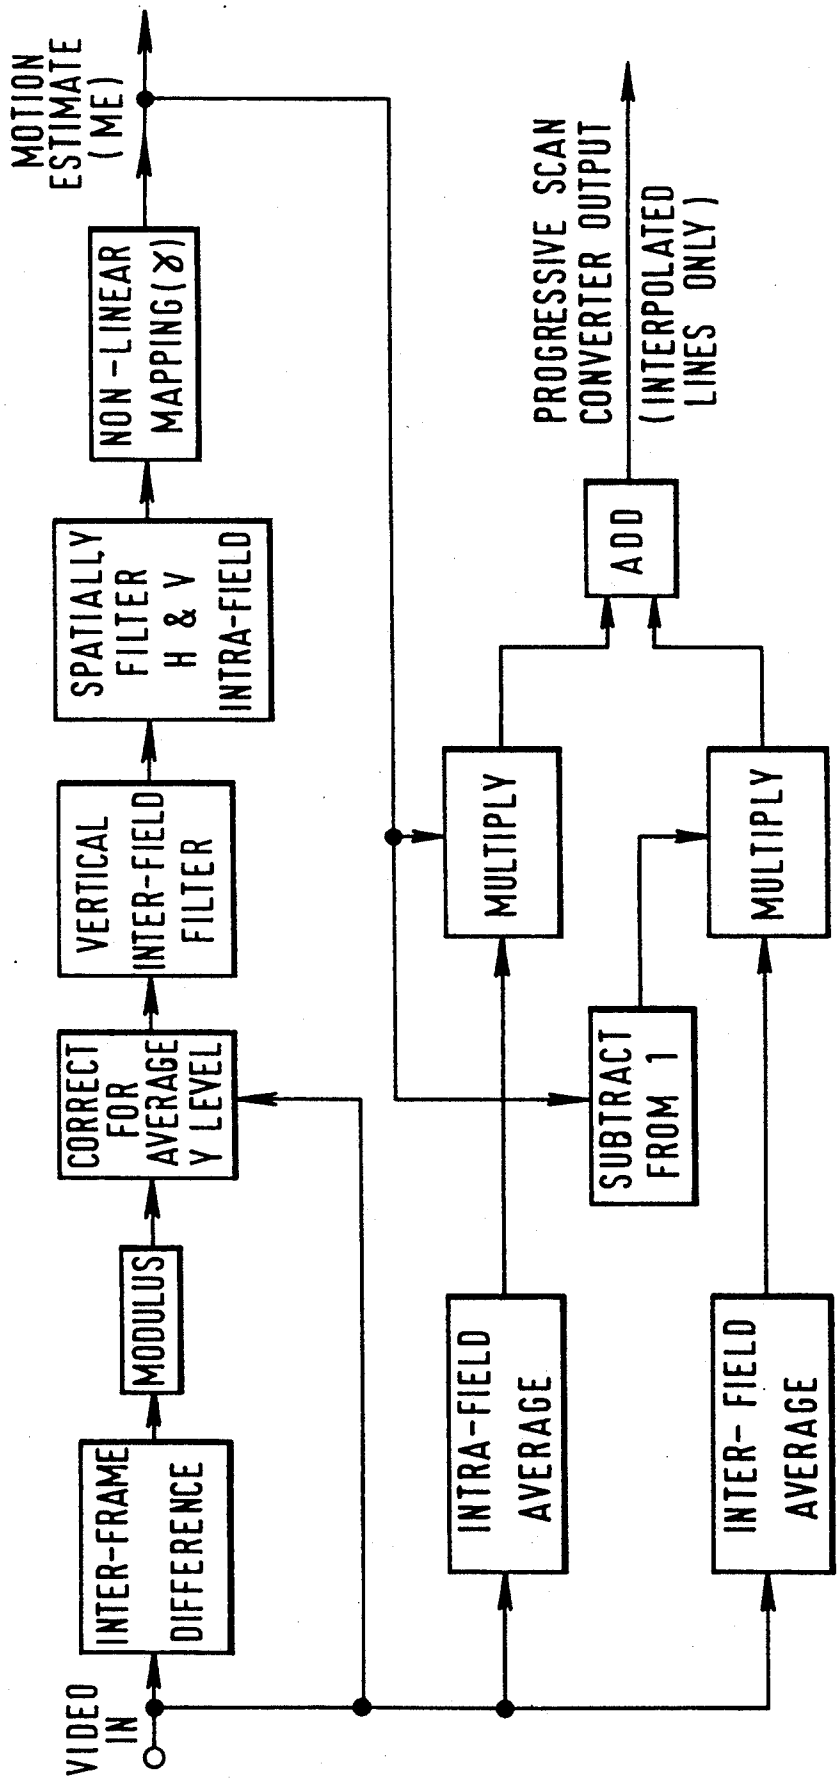 VIDEO
IN
INTER-FRAME
DIFFERENCE
MODULUS
CORRECT
FOR
AVERAGE
Y LEVEL
VERTICAL
INTER-FIELD
FILTER
SPATIALLY
FILTER
H & V
INTRA-FIELD
NON-LINEAR
MAPPING(γ)
MOTION
ESTIMATE
(ME)
INTRA-FIELD
AVERAGE
SUBTRACT
FROM 1
MULTIPLY
ADD
PROGRESSIVE SCAN
CONVERTER OUTPUT
(INTERPOLATED
LINES ONLY)
INTER-FIELD
AVERAGE
MULTIPLY